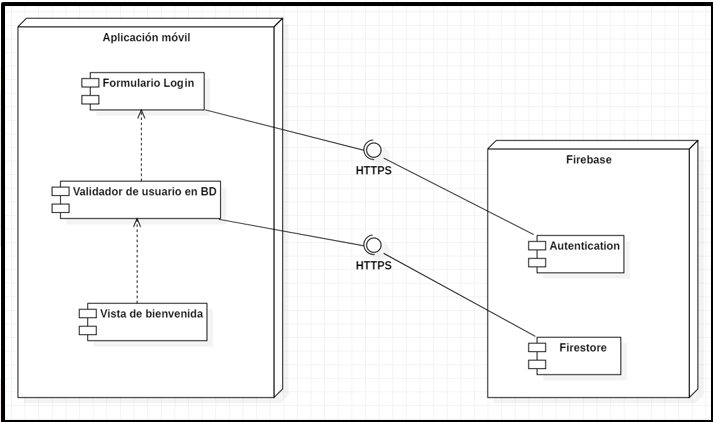 Aplicación móvil
Formulario Login
HTTPS
Firebase
Validador de usuario en BD
Autentication
HTTPS
Vista de bienvenida
Firestore